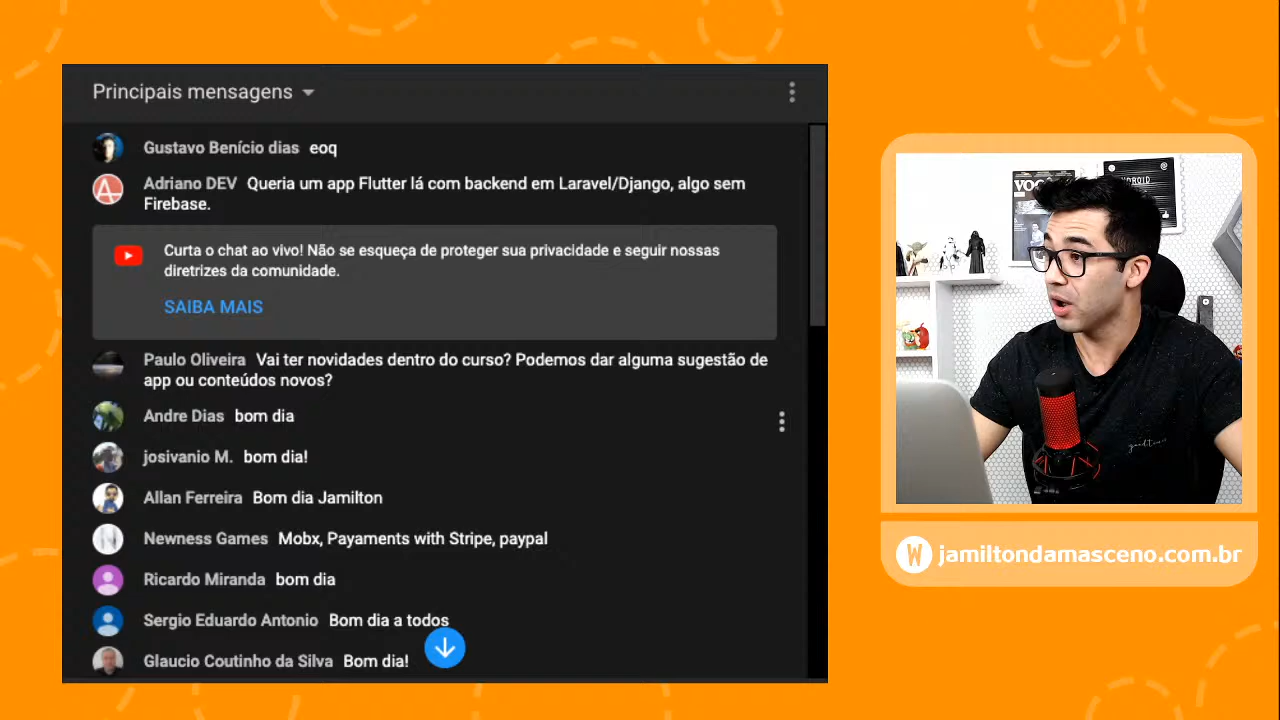 Principais mensagens
Gustavo Benício dias eoq
Adriano DEV Queria um app Flutter lá com backend em Laravel/Django, algo sem
Firebase.
Curta o chat ao vivo! Não se esqueça de proteger sua privacidade e seguir nossas
diretrizes da comunidade.
SAIBA MAIS
Paulo Oliveira Vai ter novidades dentro do curso? Podemos dar alguma sugestão de
app ou conteúdos novos?
Andre Dias bom dia
josivanio M. bom dia!
Allan Ferreira Bom dia Jamilton
Newness Games Mobx, Payaments with Stripe, paypal
Ricardo Miranda bom dia
Sergio Eduardo Antonio Bom dia a todos
Glaucio Coutinho da Silva Bom dia!
VOG
ANDROID
W jamiltondamasceno.com.br